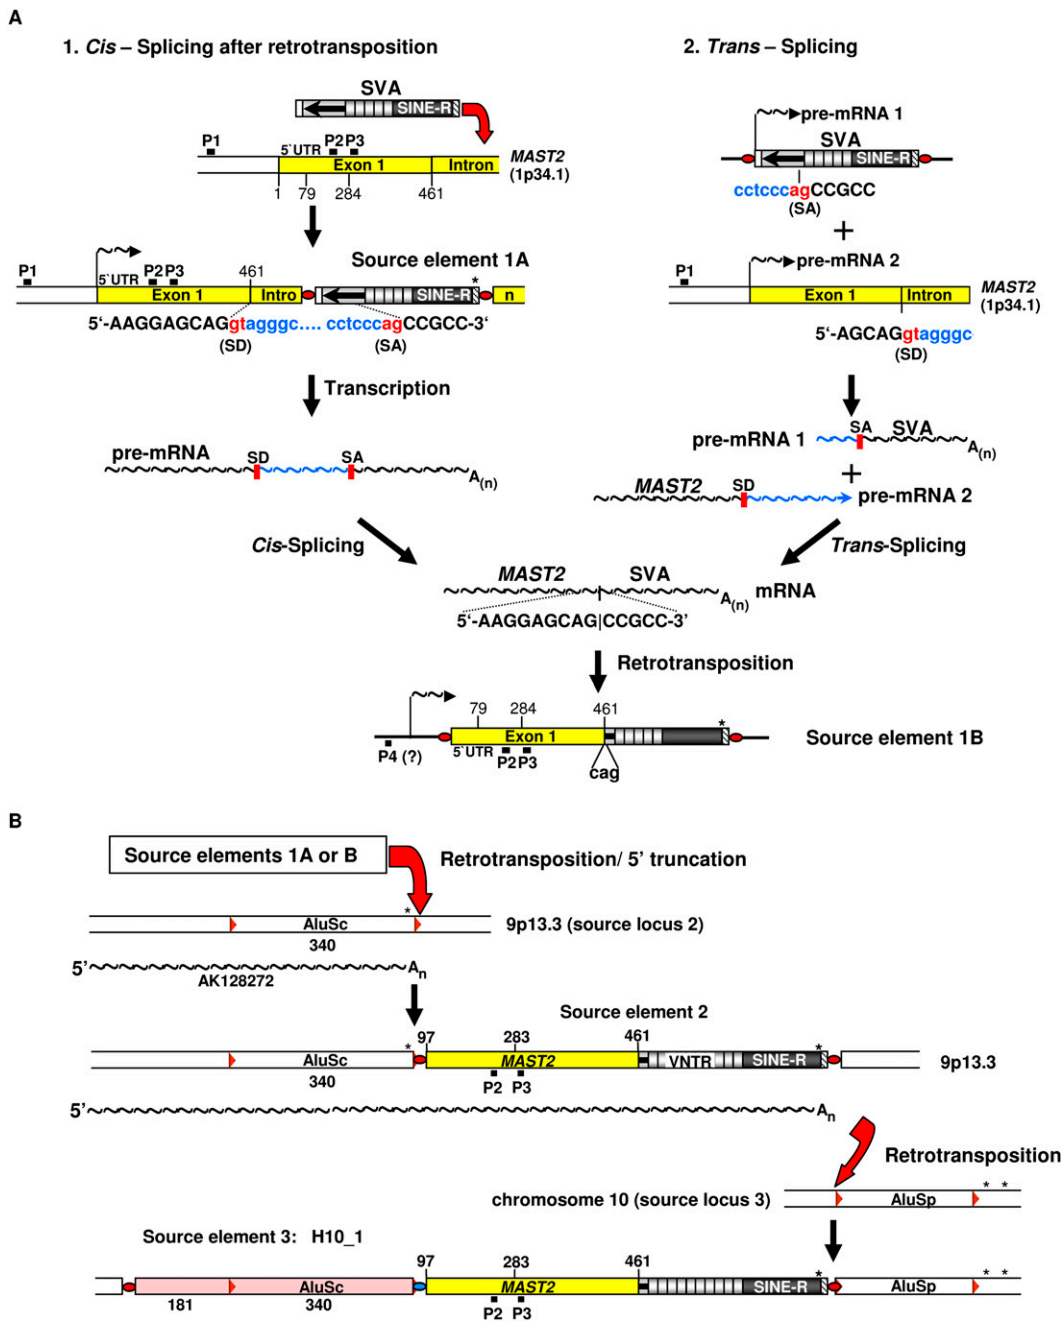 A
1. Cis – Splicing after retrotransposition
2. Trans – Splicing
SVA
SINE-R
P1
5`UTR
P2 P3
Exon 1
Intron
MAST2
(1p34.1)
1
79
284
461
pre-mRNA 1
SVA
SINE-R
cctcccagCCGCC
(SA)
+
P1
5`UTR
P2 P3
461
Source element 1A
*
Exon 1
Intro
SINE-R
n
5‘-AAGGAGCAGgtagggc.... cctcccagCCGCC-3‘
(SD)
(SA)
P1
pre-mRNA 2
Exon 1
Intron
MAST2
(1p34.1)
5‘-AGCAGgtagggc
(SD)
Transcription
pre-mRNA
SD
SA
A(n)
pre-mRNA 1
SA
SVA
A(n)
+
MAST2
SD
pre-mRNA 2
Cis-Splicing
Trans-Splicing
MAST2
SVA
A(n)
mRNA
5‘-AAGGAGCAG|CCGCC-3’
Retrotransposition
79
284
461
*
Exon 1
P4 (?)
5`UTR
P2 P3
cag
Source element 1B
B
Source elements 1A or B
Retrotransposition/ 5’ truncation
*
AluSc
340
9p13.3 (source locus 2)
5’
An
AK128272
Source element 2
*
97
283
461
*
AluSc
340
MAST2
VNTR
SINE-R
9p13.3
P2
P3
5’
An
Retrotransposition
* *
chromosome 10 (source locus 3)
AluSp
Source element 3: H10_1
97
283
461
*
* *
AluSc
MAST2
SINE-R
AluSp
181
340
P2
P3